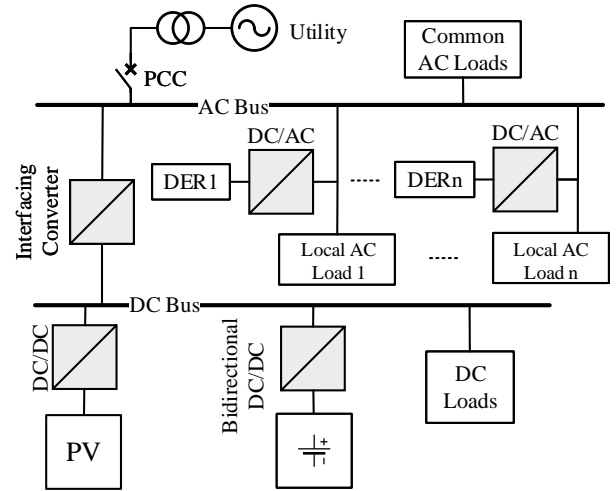 Utility
PCC
Common
AC Loads
AC Bus
DC/AC
DC/AC
DER1
DERn
Interfacing
Converter
Local AC
Load 1
Local AC
Load n
DC Bus
DC/DC
Bidirectional
DC/DC
DC
Loads
PV
+
-